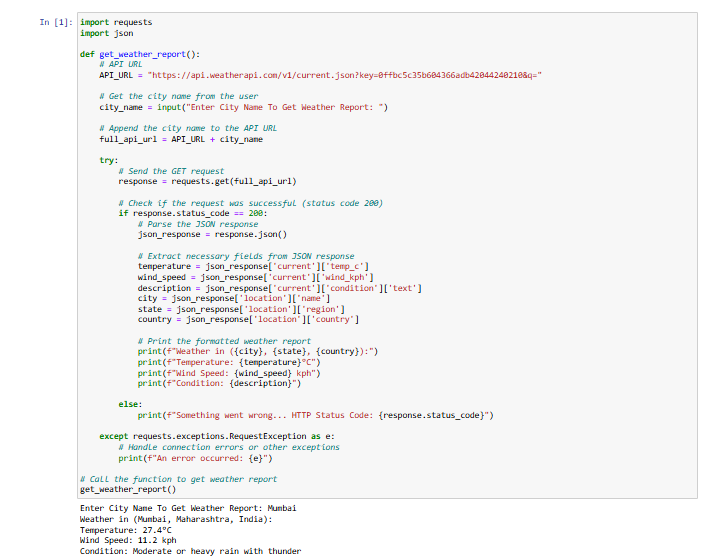 In [1]: import requests
import json
def get_weather_report():
# API URL
API_URL = "https://api.weatherapi.com/v1/current.json?key=0ffbc5c35b604366adb42044240210&q="
# Get the city name from the user
city_name = input("Enter City Name To Get Weather Report: ")
# Append the city name to the API URL
full_api_url = API_URL + city_name
try:
# Send the GET request
response = requests.get(full_api_url)
# Check if the request was successful (status code 200)
if response.status_code == 200:
# Parse the JSON response
json_response = response.json()
# Extract necessary fields from JSON response
temperature = json_response['current']['temp_c']
wind_speed = json_response['current']['wind_kph']
description = json_response['current']['condition']['text']
city = json_response['location']['name']
state = json_response['location']['region']
country = json_response['location']['country']
# Print the formatted weather report
print(f"Weather in ({city}, {state}, {country}):")
print(f"Temperature: {temperature}°C")
print(f"Wind Speed: {wind_speed} kph")
print(f"Condition: {description}")
else:
print(f"Something went wrong... HTTP Status Code: {response.status_code}")
except requests.exceptions.RequestException as e:
# Handle connection errors or other exceptions
print(f"An error occurred: {e}")
# Call the function to get weather report
get_weather_report()
Enter City Name To Get Weather Report: Mumbai
Weather in (Mumbai, Maharashtra, India):
Temperature: 27.4°C
Wind Speed: 11.2 kph
Condition: Moderate or heavy rain with thunder